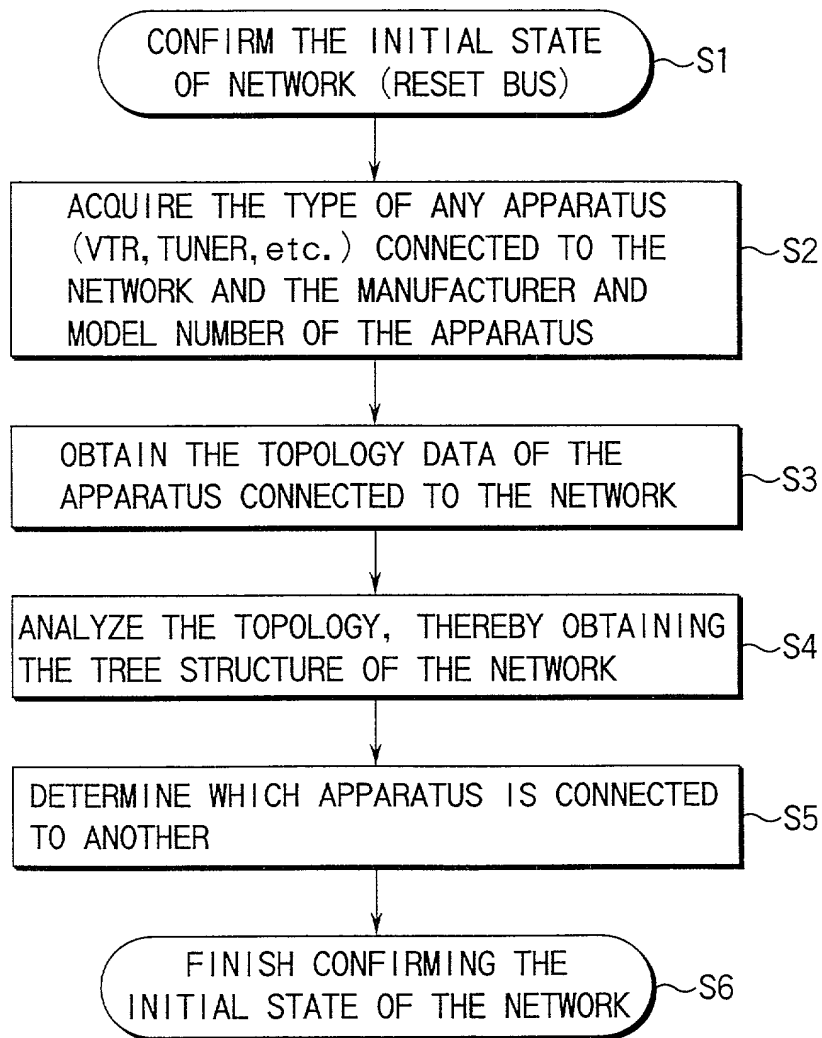 CONFIRM THE INITIAL STATE
OF NETWORK (RESET BUS)
S1
ACQUIRE THE TYPE OF ANY APPARATUS
(VTR, TUNER, etc.) CONNECTED TO THE
NETWORK AND THE MANUFACTURER AND
MODEL NUMBER OF THE APPARATUS
S2
OBTAIN THE TOPOLOGY DATA OF THE
APPARATUS CONNECTED TO THE NETWORK
S3
ANALYZE THE TOPOLOGY, THEREBY OBTAINING
THE TREE STRUCTURE OF THE NETWORK
S4
DETERMINE WHICH APPARATUS IS CONNECTED
TO ANOTHER
S5
FINISH CONFIRMING THE
INITIAL STATE OF THE NETWORK
S6